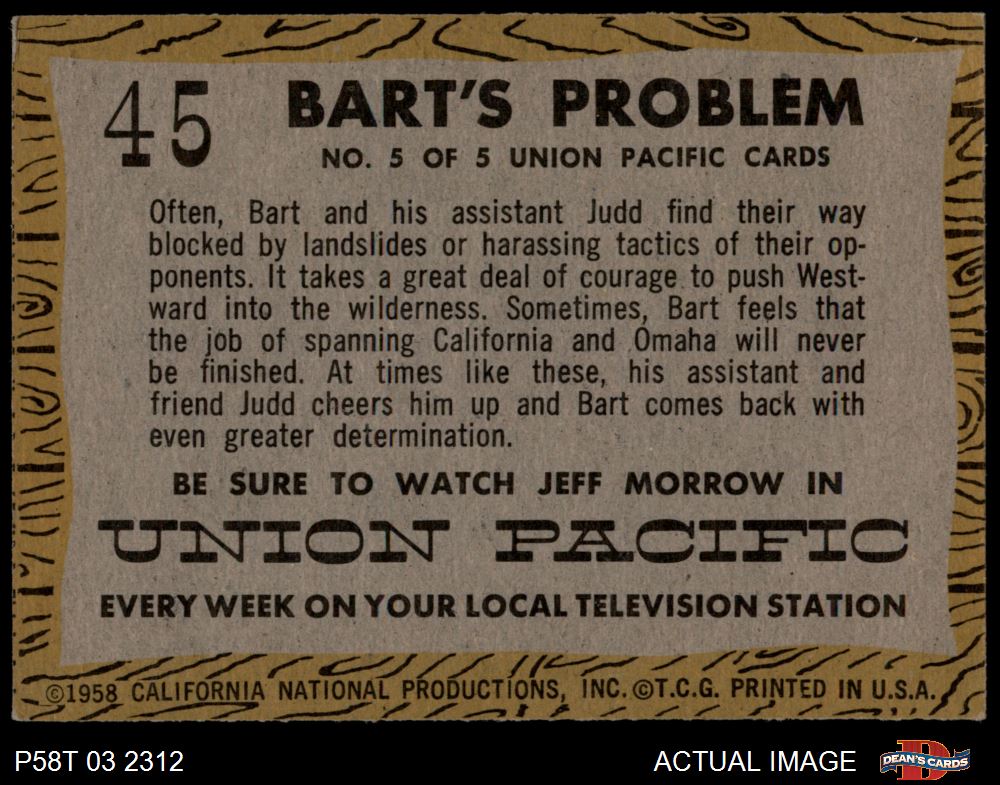 45
BART'S PROBLEM
NO. 5 OF 5 UNION PACIFIC CARDS
Often, Bart and his assistant Judd find their way
blocked by landslides or harassing tactics of their op-
ponents. It takes a great deal of courage to push West-
ward into the wilderness. Sometimes, Bart feels that
the job of spanning California and Omaha will never
be finished. At times like these, his assistant and
friend Judd cheers him up and Bart comes back with
even greater determination.
BE SURE TO WATCH JEFF MORROW IN
UNION PACIFIC
EVERY WEEK ON YOUR LOCAL TELEVISION STATION
©1958 CALIFORNIA NATIONAL PRODUCTIONS, INC. ©T.C.G. PRINTED IN U.S.A.
P58T 03 2312
ACTUAL IMAGE
D
DEAN'S CARDS